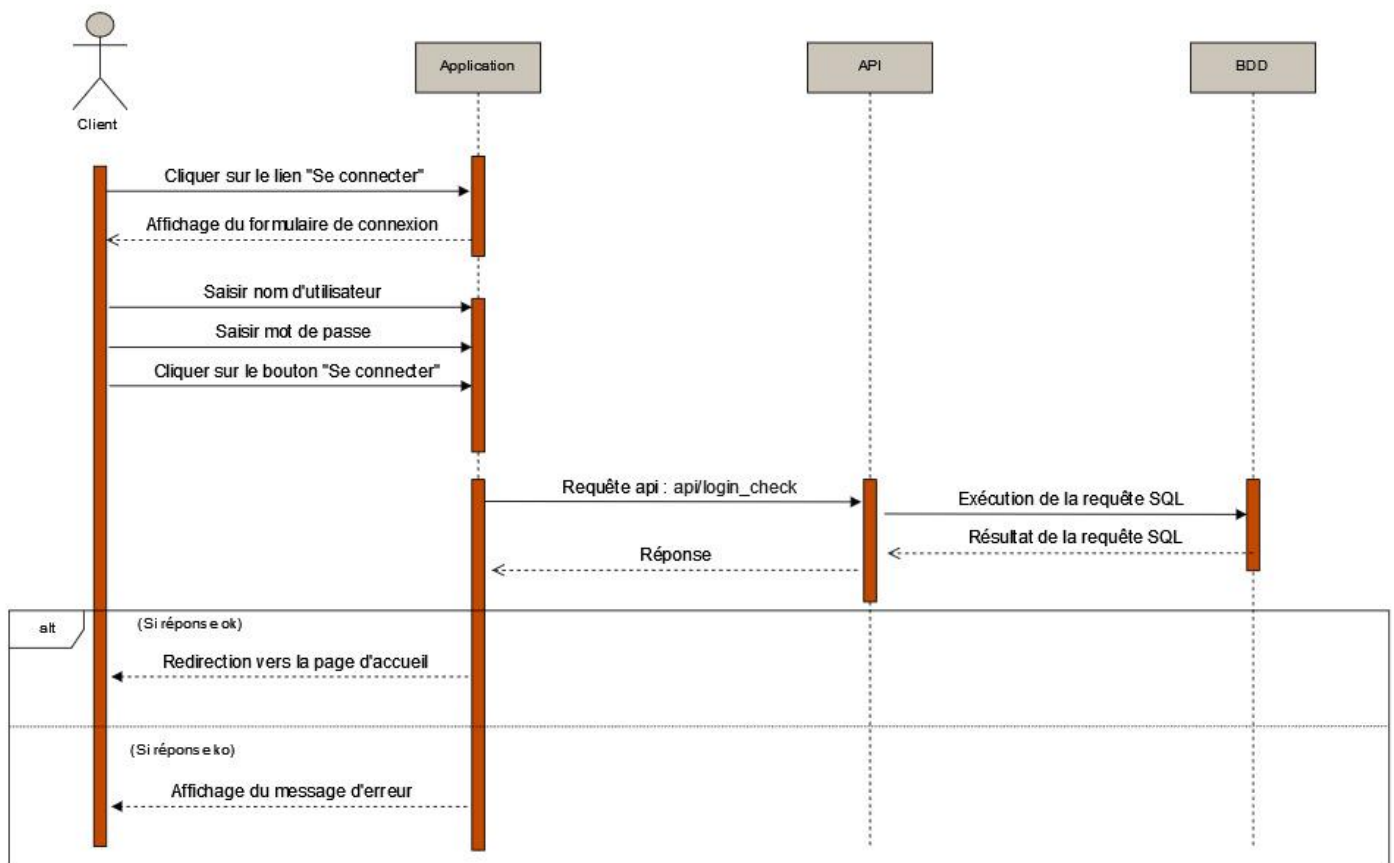 Application
API
BDD
Client
Cliquer sur le lien "Se connecter"
Affichage du formulaire de connexion
Saisir nom d'utilisateur
Saisir mot de passe
Cliquer sur le bouton "Se connecter"
Requête api : api/login_check
Exécution de la requête SQL
Résultat de la requête SQL
Réponse
alt
(Si réponse ok)
Redirection vers la page d'accueil
(Si réponse ko)
Affichage du message d'erreur